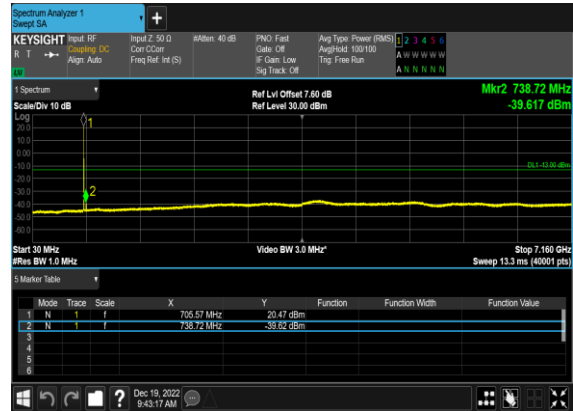 Spectrum Analyzer 1
Swept SA
+
KEYSIGHT Input: RF Input Z: 50 Ω #Atten: 40 dB PNO: Fast Avg Type: Power (RMS) 1 2 3 4 5 6
R T Coupling: DC Corr CCorr Gate: Off Avg|Hold: 100/100 A W W W W W
Align: Auto Freq Ref: Int (S) IF Gain: Low Trig: Free Run
LW Sig Track: Off A N N N N N
1 Spectrum Ref Lvl Offset 7.60 dB Mkr2 738.72 MHz
Scale/Div 10 dB Ref Level 30.00 dBm -39.617 dBm
Log
20.0
10.0
0.00
-10.0
-20.0
-30.0
-40.0
-50.0
-60.0
1
DL1 -13.00 dBm
2
Start 30 MHz Video BW 3.0 MHz* Stop 7.160 GHz
#Res BW 1.0 MHz Sweep 13.3 ms (40001 pts)
5 Marker Table
Mode Trace Scale X Y Function Function Width Function Value
1 N 1 f 705.57 MHz 20.47 dBm
2 N 1 f 738.72 MHz -39.62 dBm
3
4
5
6
? Dec 19, 2022
9:43:17 AM